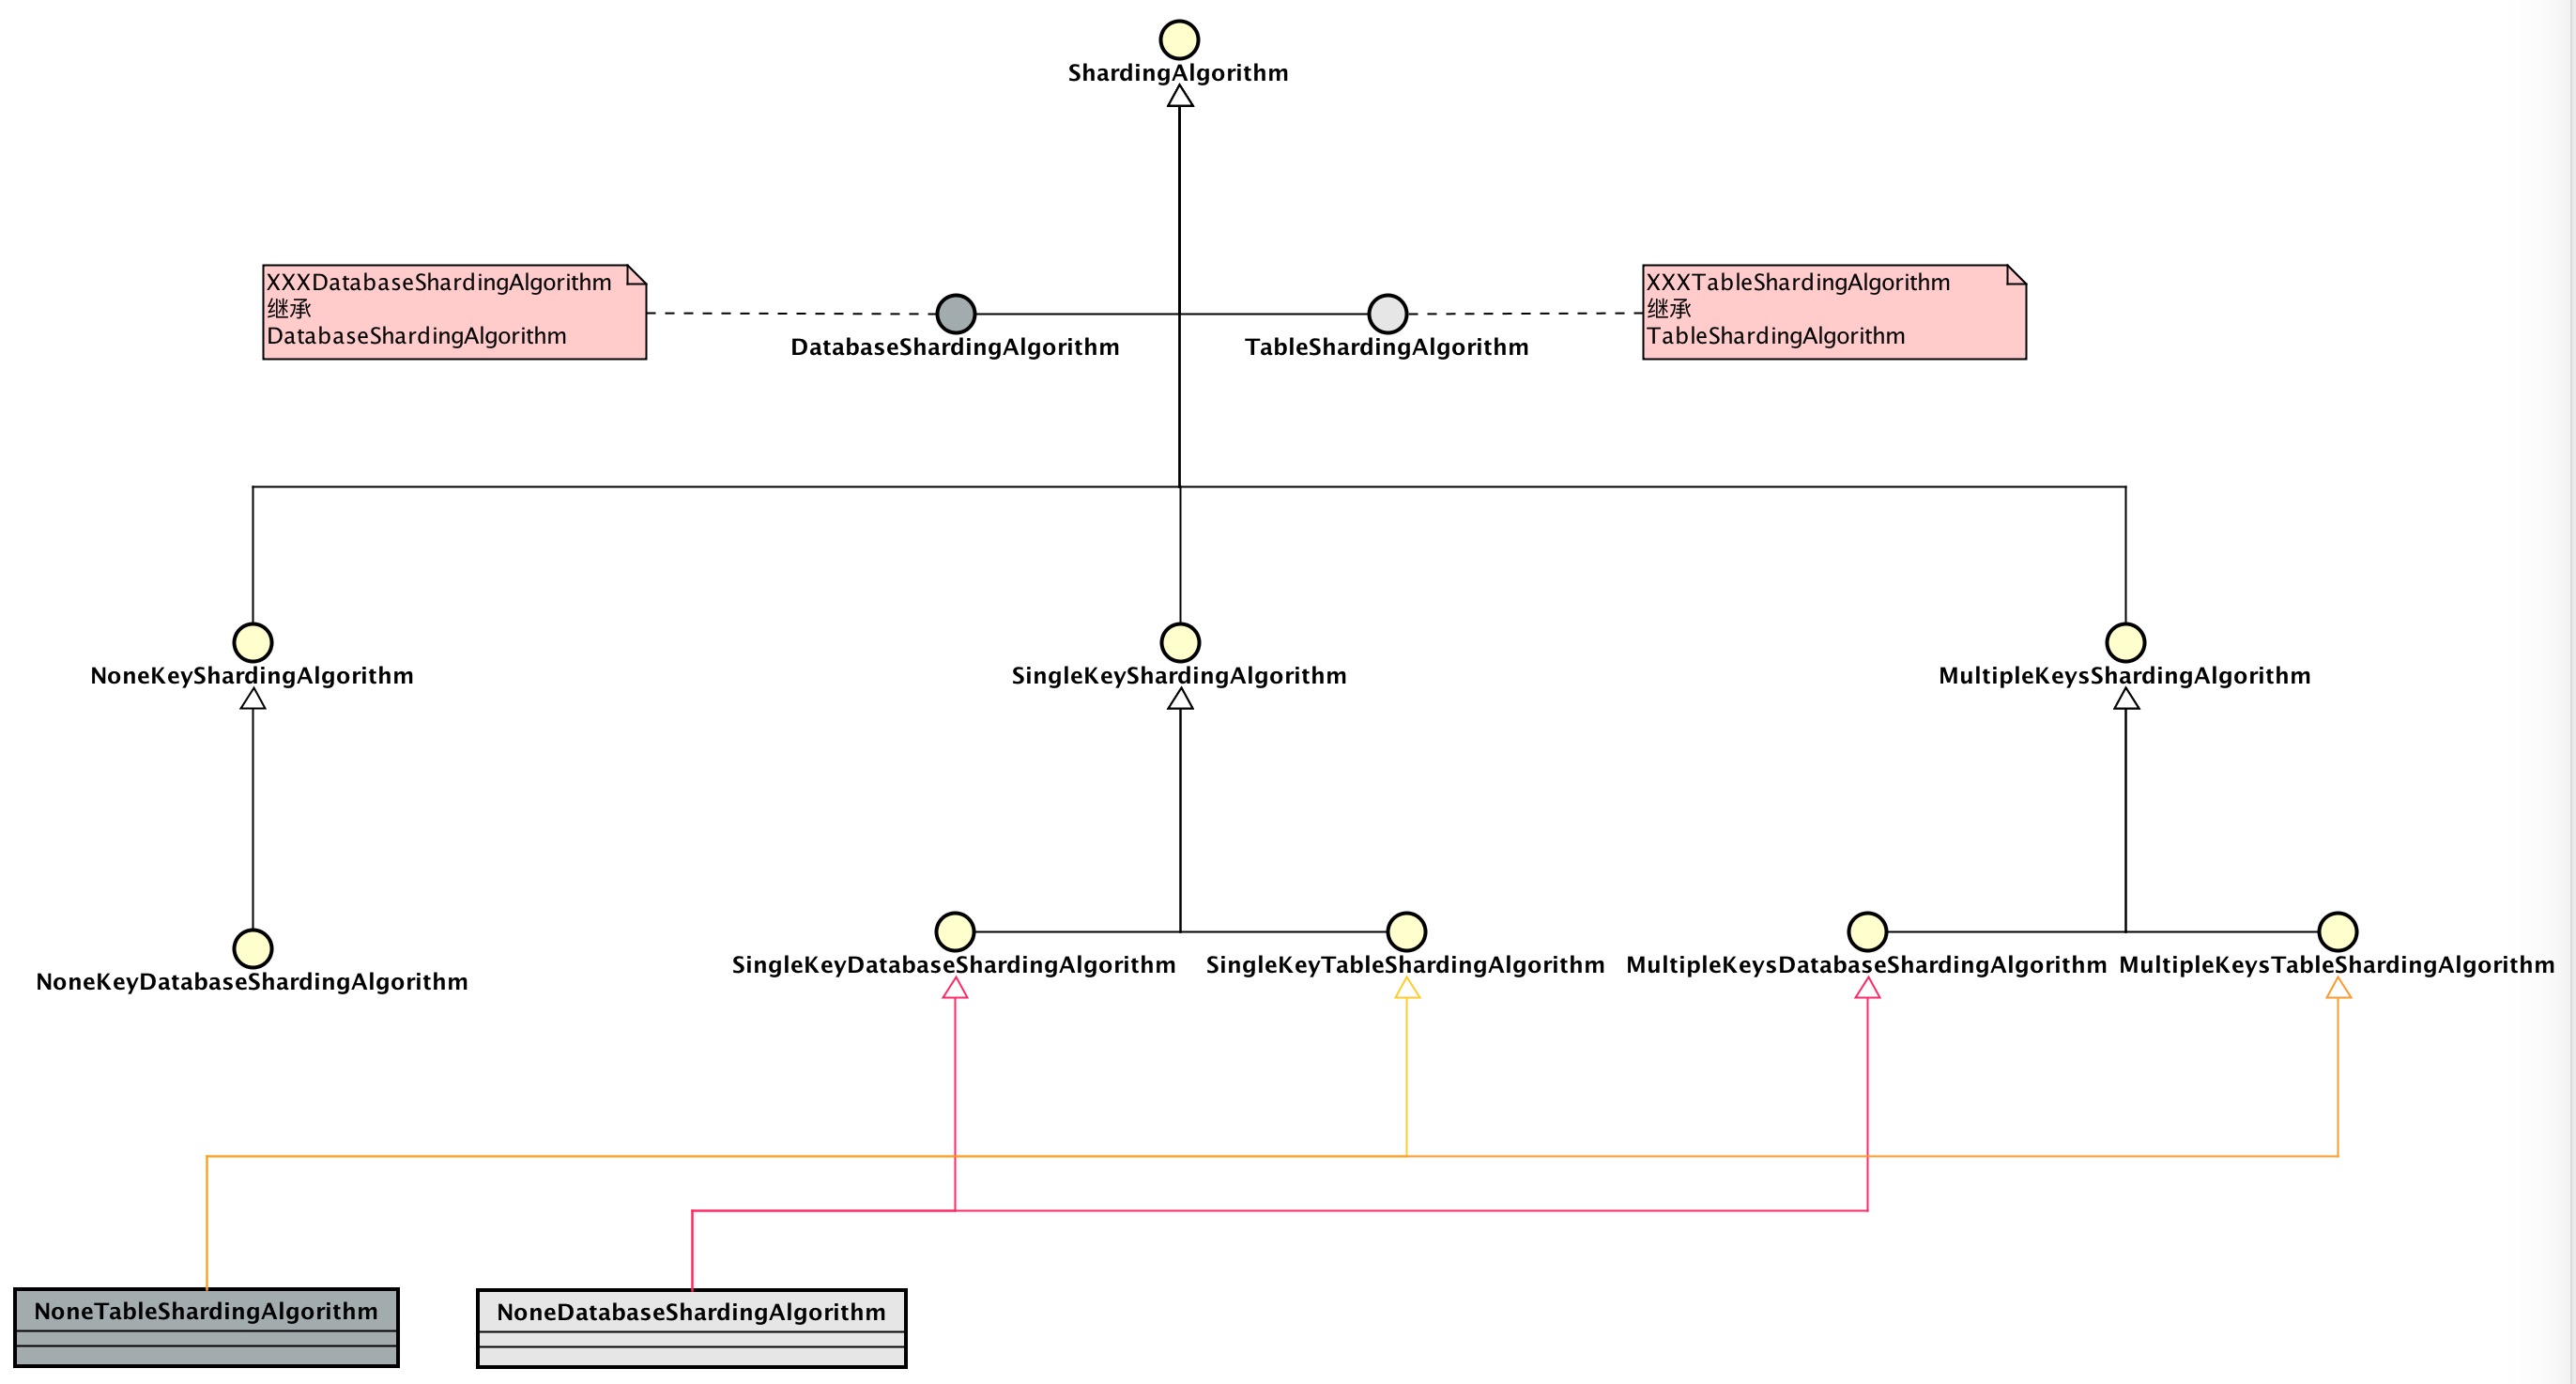 ShardingAlgorithm
XXXDatabaseShardingAlgorithm
继承
DatabaseShardingAlgorithm
DatabaseShardingAlgorithm
TableShardingAlgorithm
XXXTableShardingAlgorithm
继承
TableShardingAlgorithm
NoneKeyShardingAlgorithm
SingleKeyShardingAlgorithm
MultipleKeysShardingAlgorithm
NoneKeyDatabaseShardingAlgorithm
SingleKeyDatabaseShardingAlgorithm
SingleKeyTableShardingAlgorithm
MultipleKeysDatabaseShardingAlgorithm
MultipleKeysTableShardingAlgorithm
NoneTableShardingAlgorithm
NoneDatabaseShardingAlgorithm